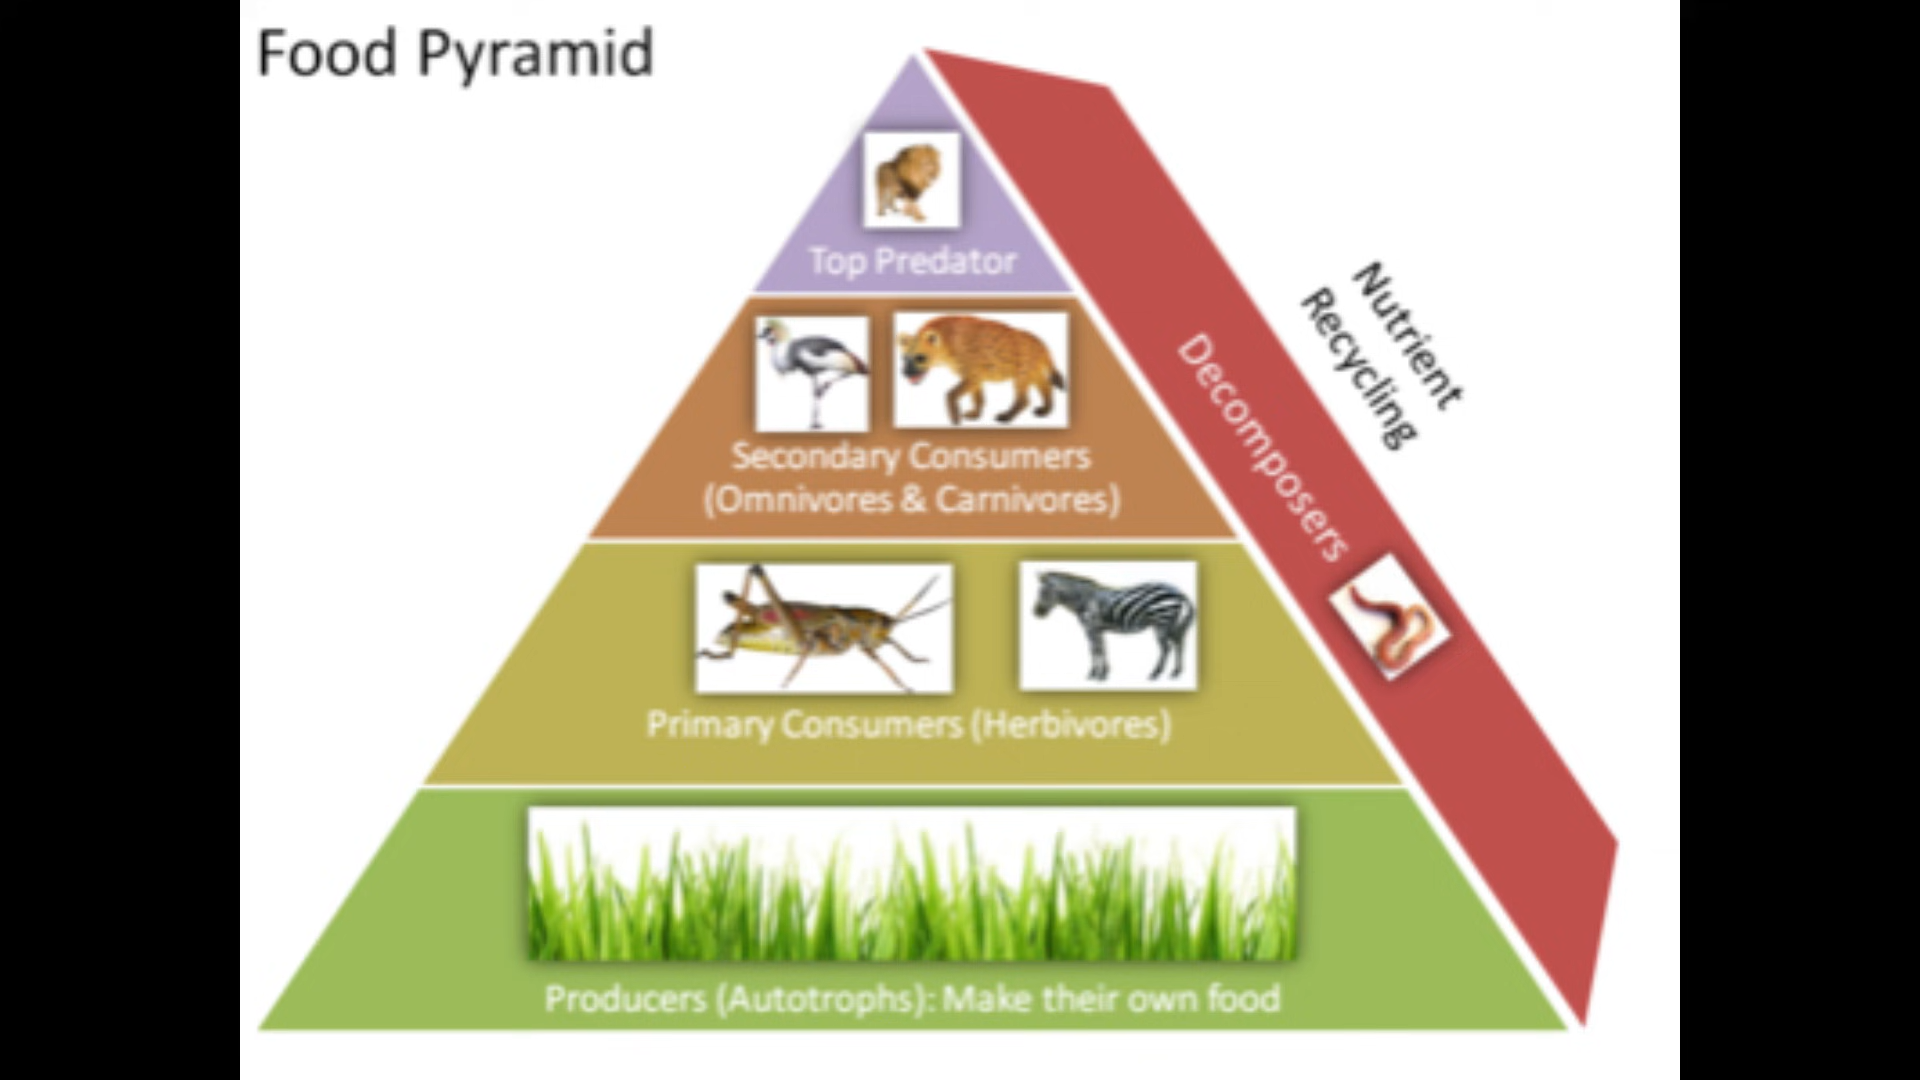 Food Pyramid
Top Predator
Secondary Consumers
(Omnivores & Carnivores)
Primary Consumers (Herbivores)
Producers (Autotrophs): Make their own food
Decomposers
Nutrient
Recycling